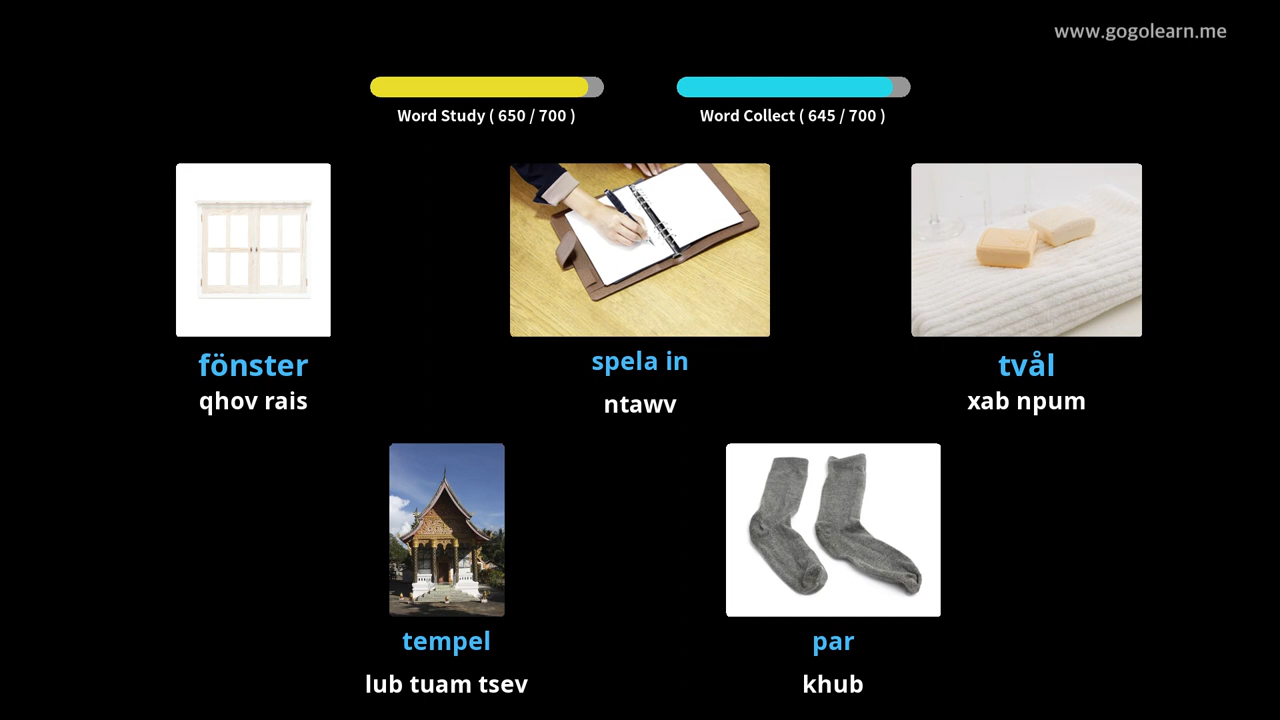 www.gogolearn.me
Word Study ( 650 / 700 )
Word Collect ( 645 / 700 )
fönster
qhov rais
spela in
ntawv
tvål
xab npum
tempel
lub tuam tsev
par
khub